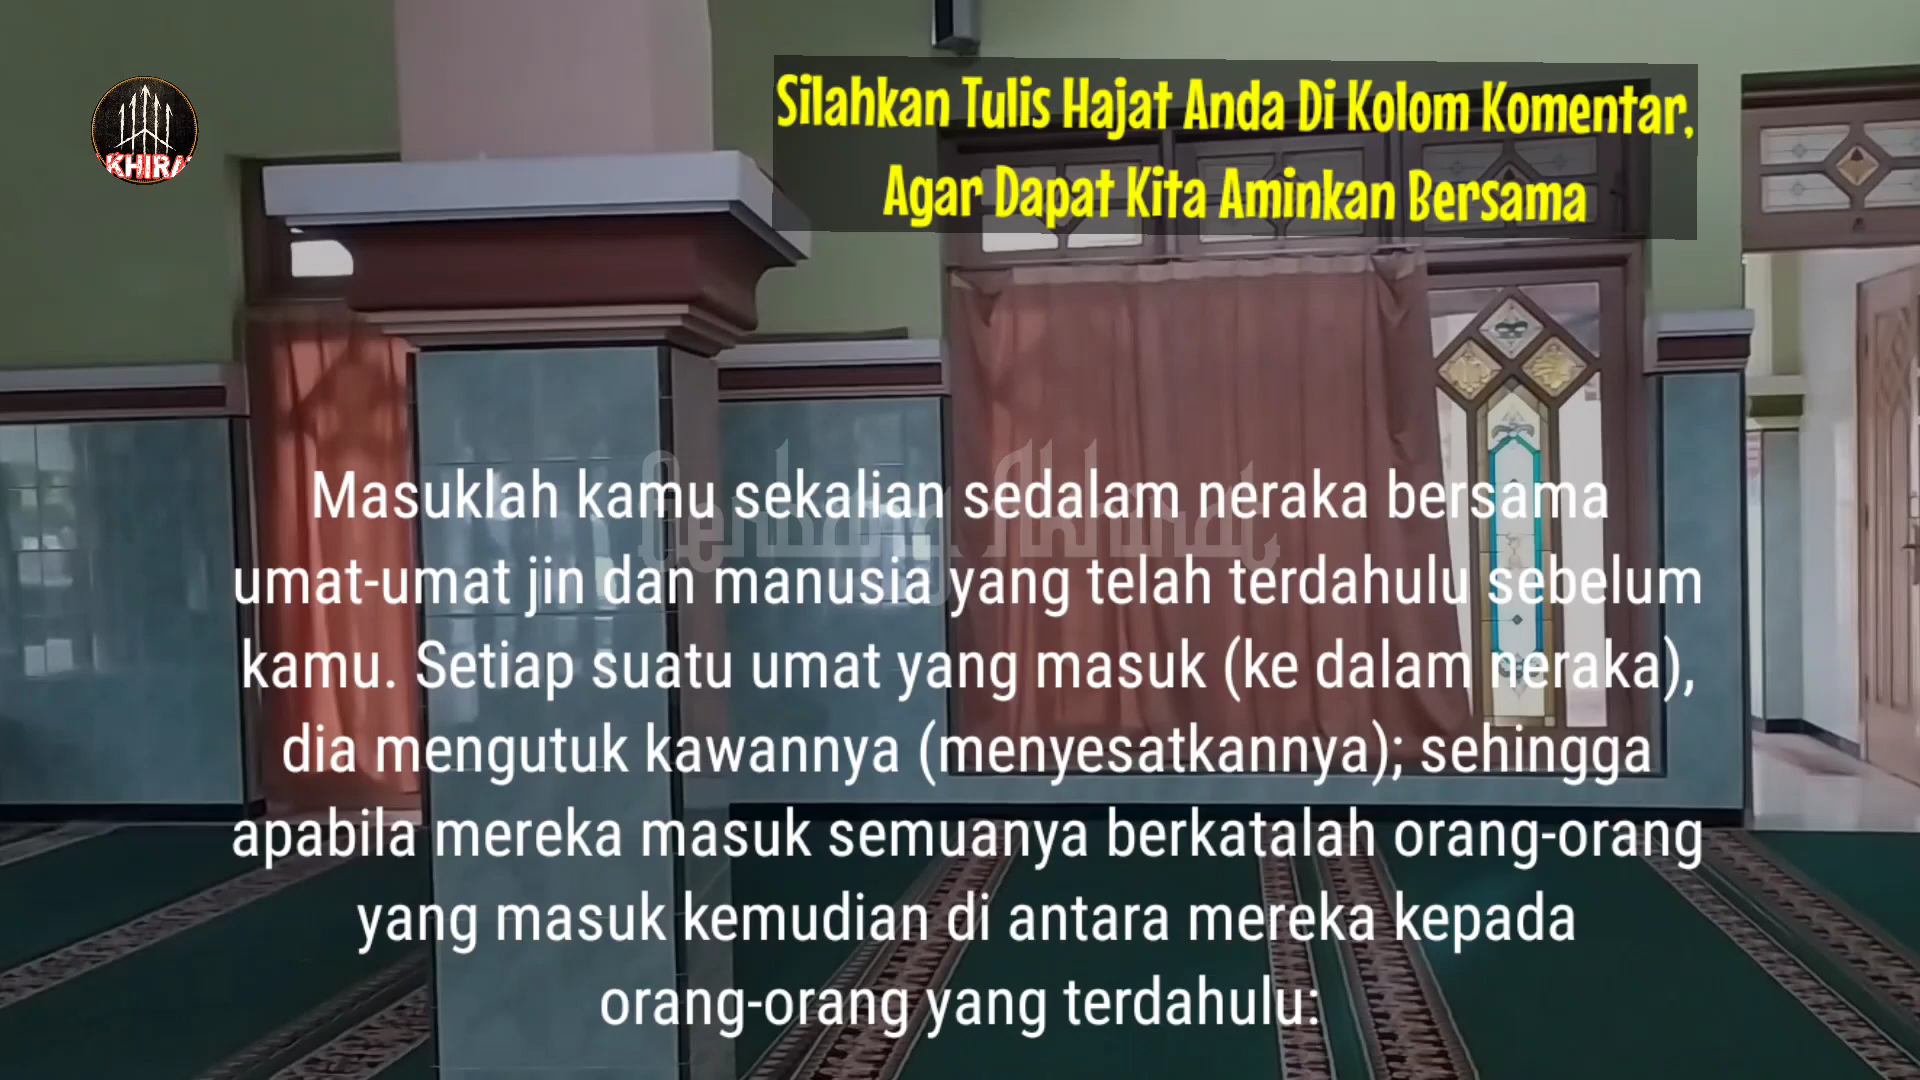 KHIRA
Silahkan Tulis Hajat Anda Di Kolom Komentar,
Agar Dapat Kita Aminkan Bersama
Masuklah kamu sekalian sedalam neraka bersama
umat-umat jin dan manusia yang telah terdahulu sebelum
kamu. Setiap suatu umat yang masuk (ke dalam neraka),
dia mengutuk kawannya (menyesatkannya); sehingga
apabila mereka masuk semuanya berkatalah orang-orang
yang masuk kemudian di antara mereka kepada
orang-orang yang terdahulu: